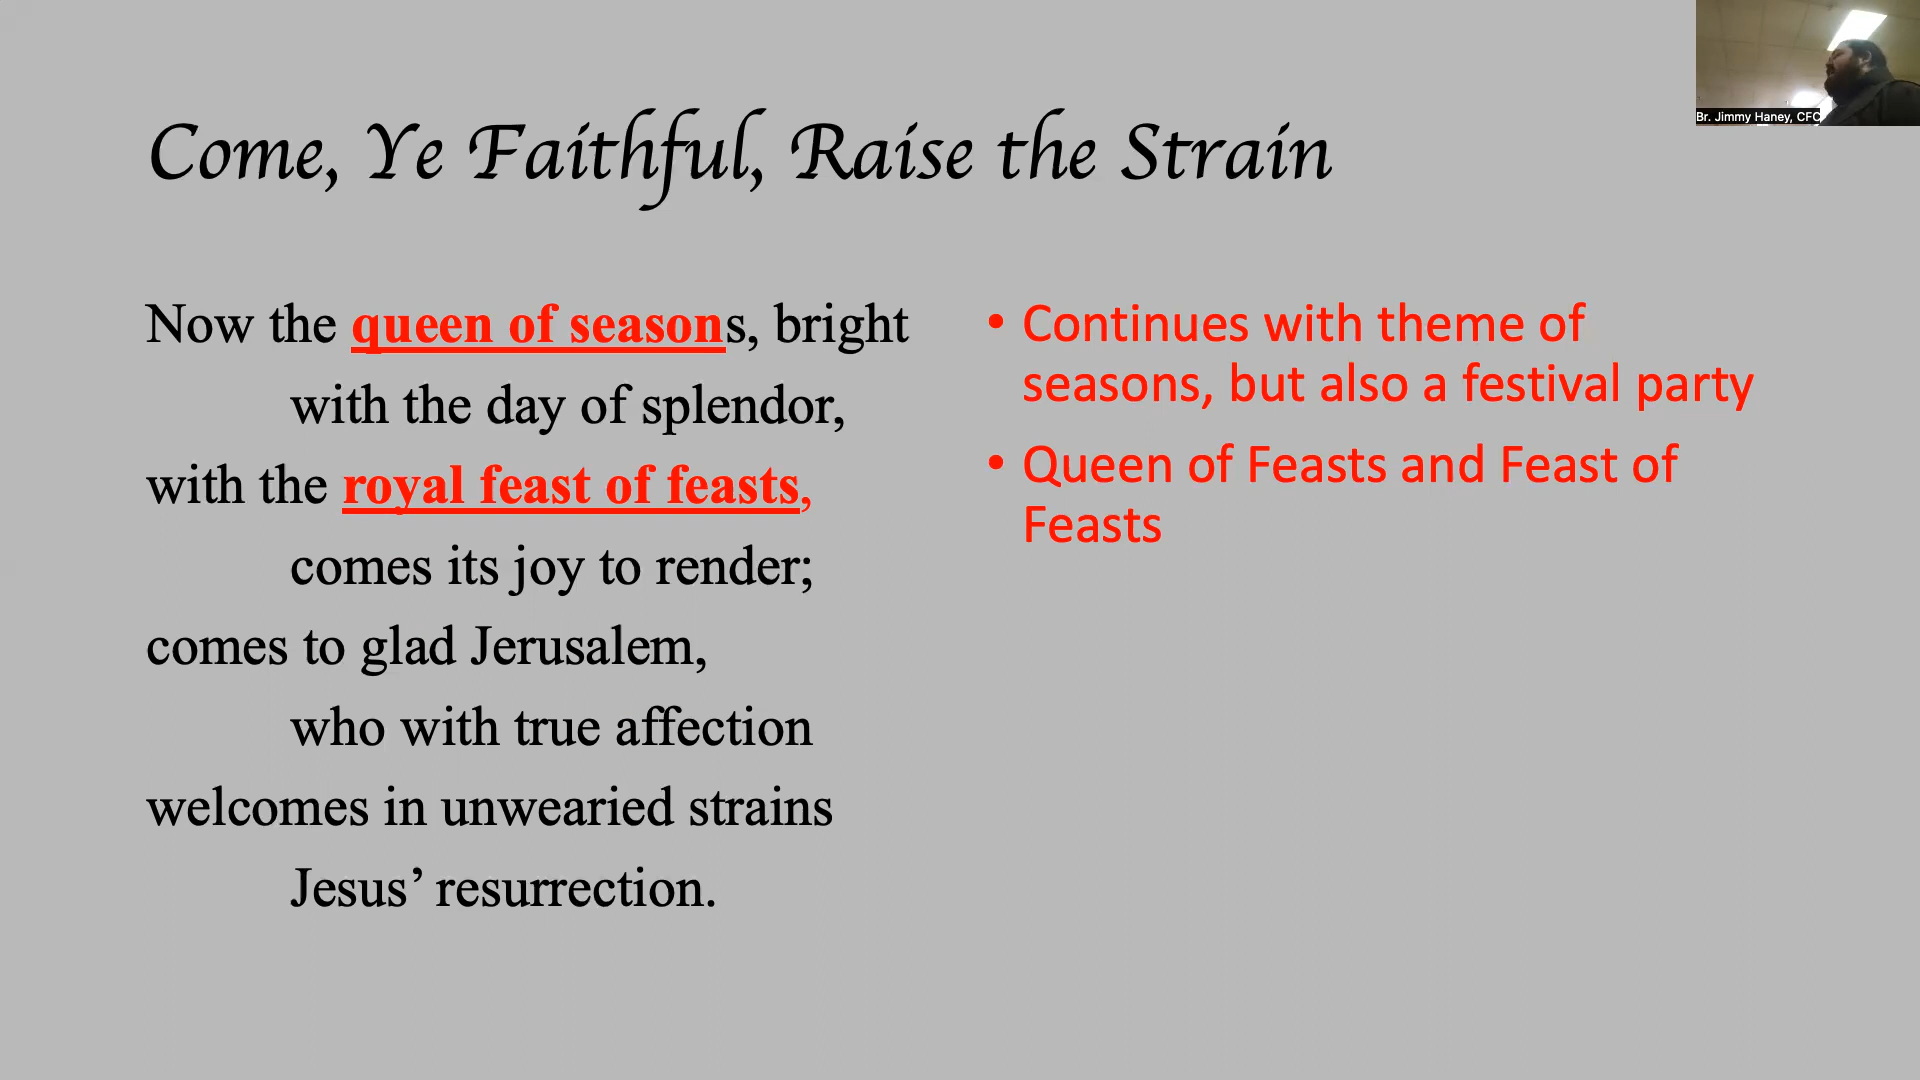 Come, Ye Faithful, Raise the Strain
Now the queen of seasons, bright
with the day of splendor,
with the royal feast of feasts,
comes its joy to render;
comes to glad Jerusalem,
who with true affection
welcomes in unwearied strains
Jesus’ resurrection.
• Continues with theme of
seasons, but also a festival party
• Queen of Feasts and Feast of
Feasts
Br. Jimmy Haney, CFC